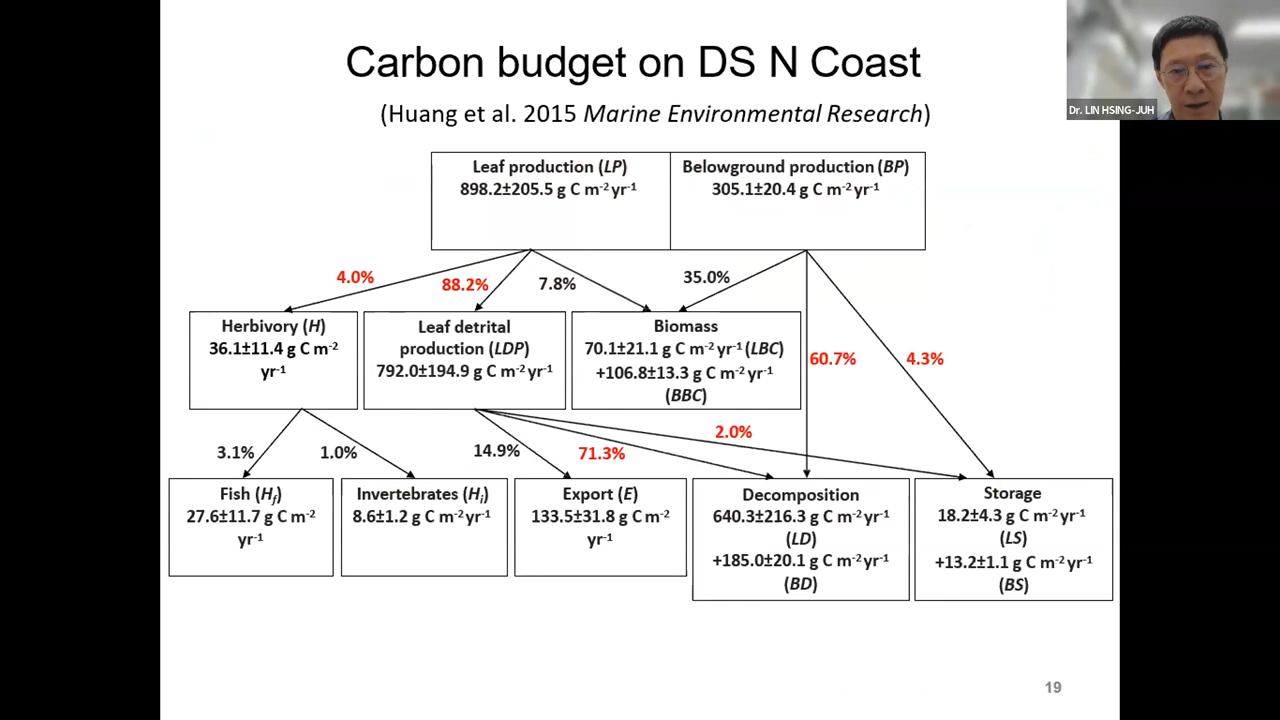 Carbon budget on DS N Coast
(Huang et al. 2015 Marine Environmental Research)
Dr. LIN HSING-JUH
Leaf production (LP)
898.2±205.5 g C m-2 yr-1
Belowground production (BP)
305.1±20.4 g C m-2 yr-1
4.0%
88.2%
7.8%
35.0%
60.7%
4.3%
Herbivory (H)
36.1±11.4 g C m-2
yr-1
Leaf detrital
production (LDP)
792.0±194.9 g C m-2 yr-1
Biomass
70.1±21.1 g C m-2 yr-1 (LBC)
+106.8±13.3 g C m-2 yr-1
(BBC)
3.1%
1.0%
14.9%
71.3%
2.0%
Fish (Hf)
27.6±11.7 g C m-2
yr-1
Invertebrates (Hi)
8.6±1.2 g C m-2 yr-1
Export (E)
133.5±31.8 g C m-2
yr-1
Decomposition
640.3±216.3 g C m-2 yr-1
(LD)
+185.0±20.1 g C m-2 yr-1
(BD)
Storage
18.2±4.3 g C m-2 yr-1
(LS)
+13.2±1.1 g C m-2 yr-1
(BS)
19